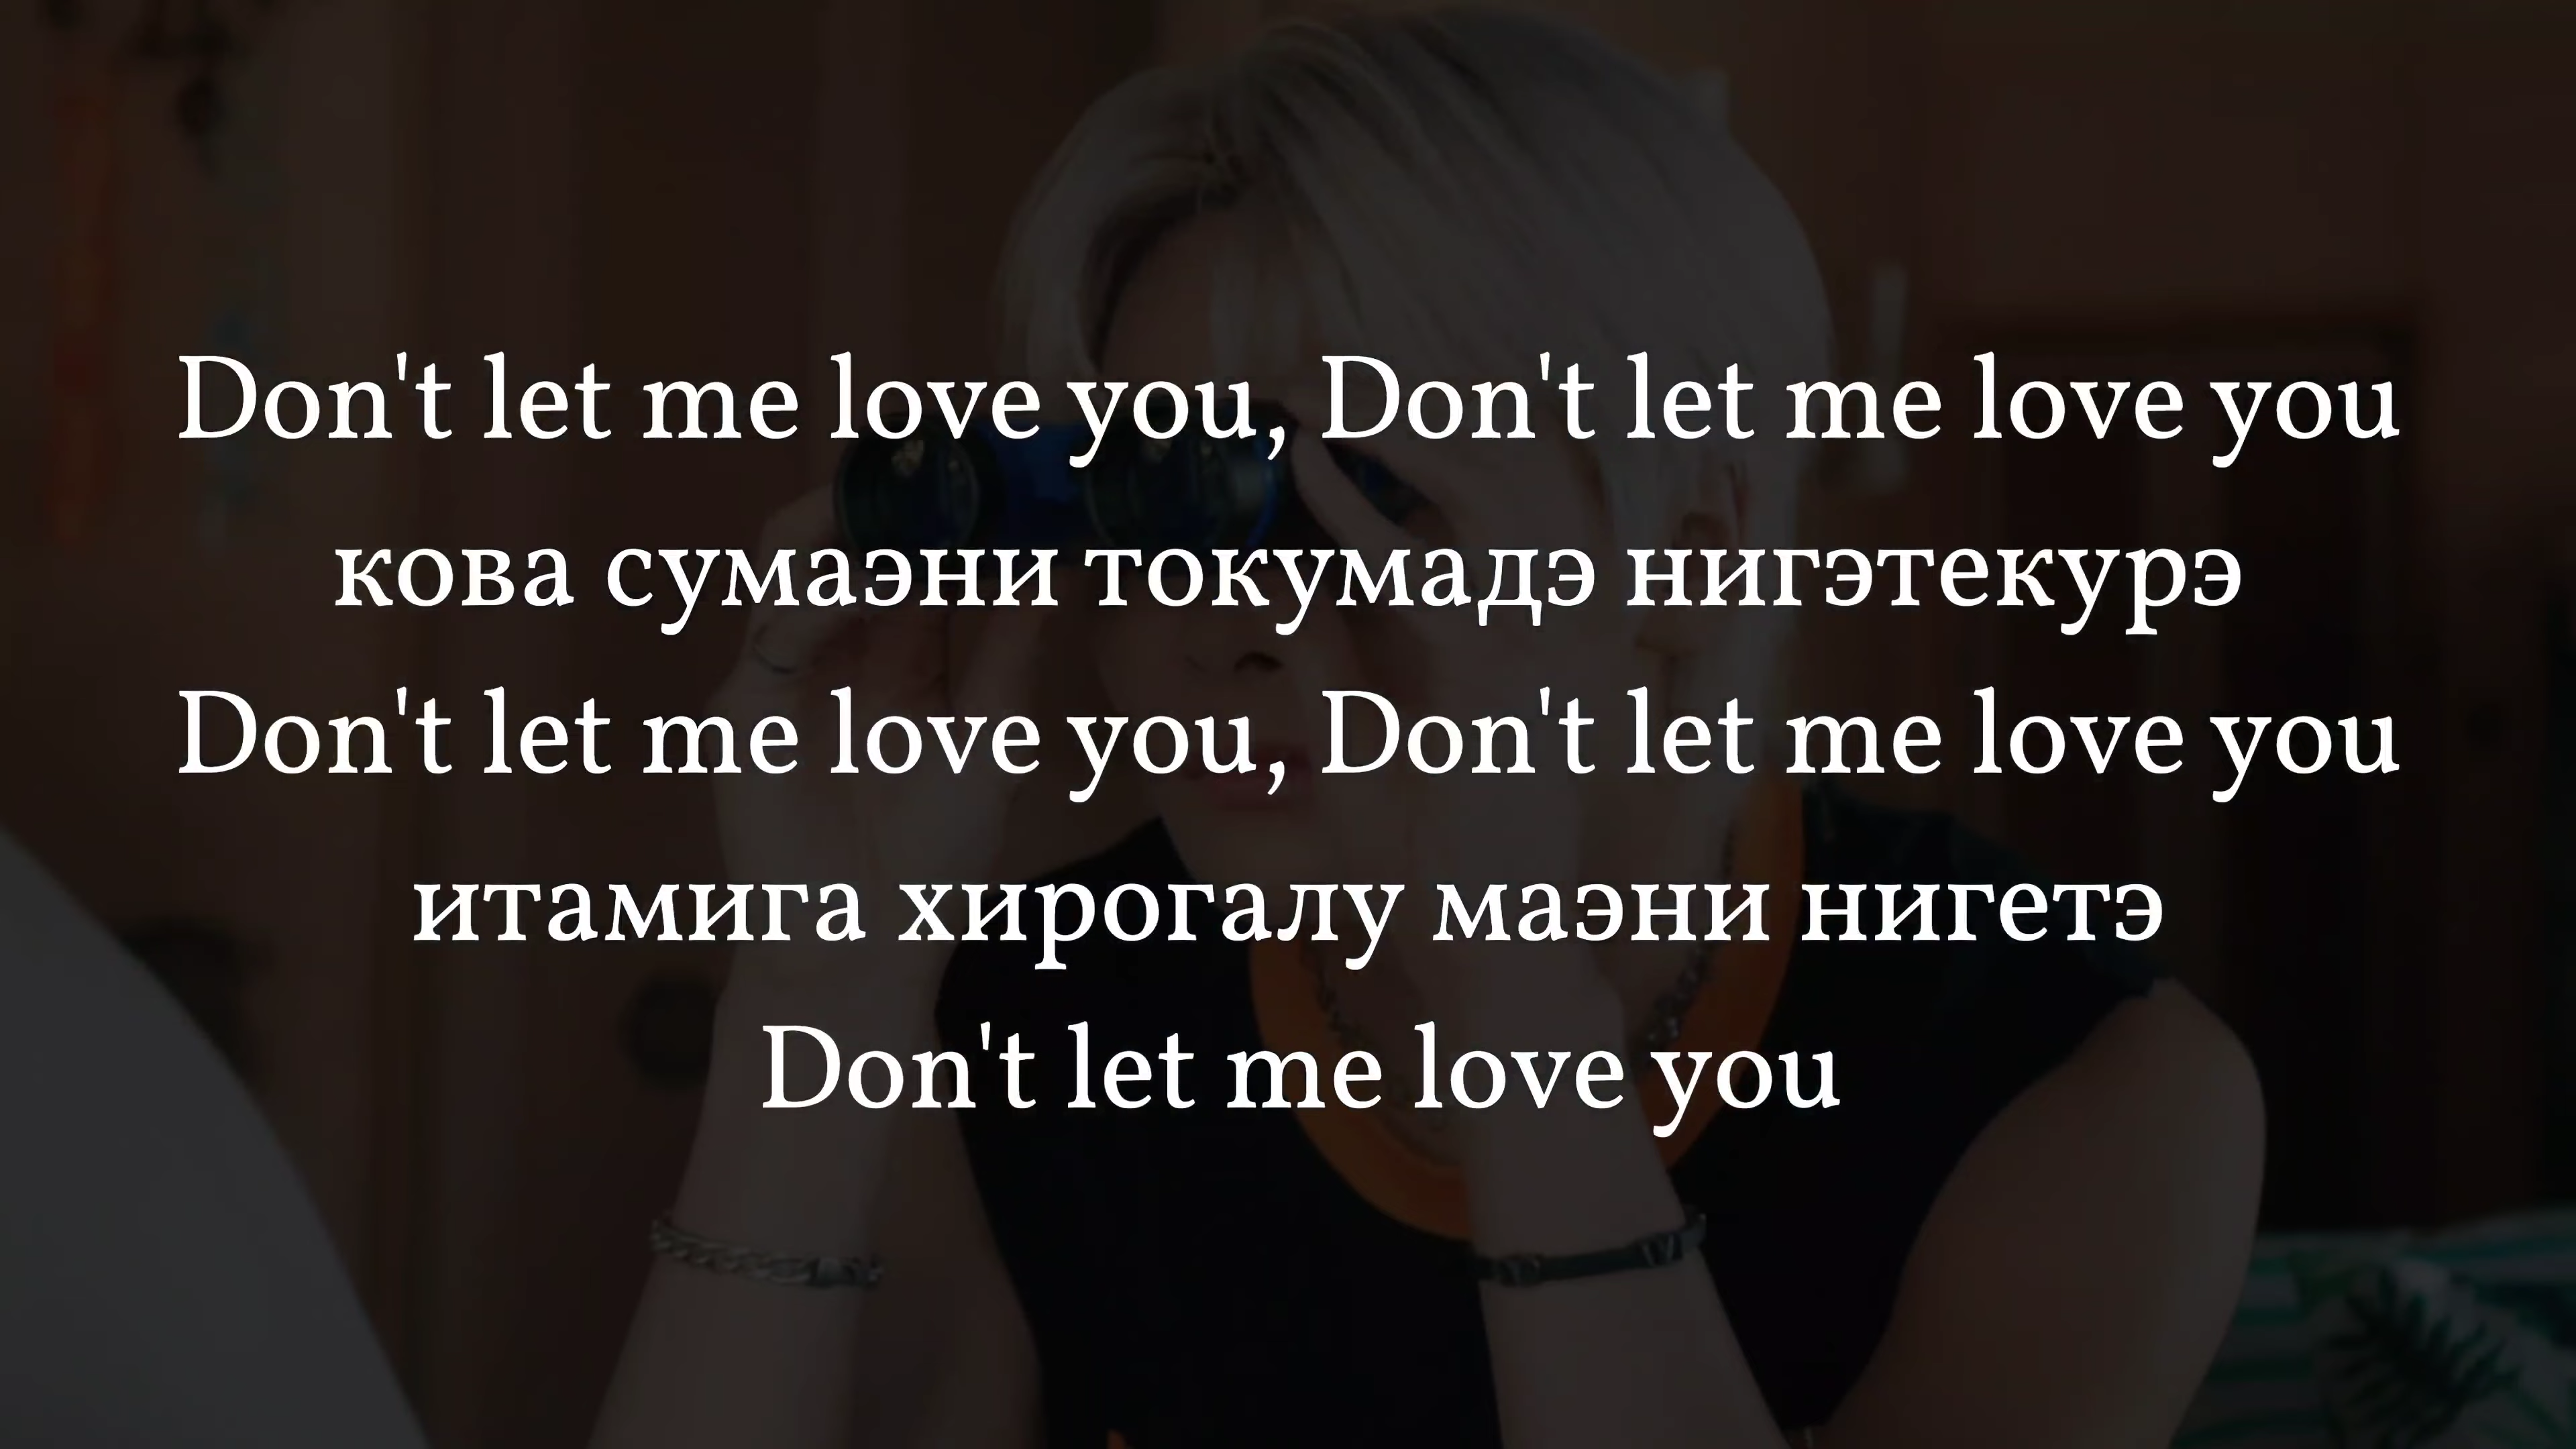 Don't let me love you, Don't let me love you
кова сумаэни токумадэ нигэтекурэ
Don't let me love you, Don't let me love you
итамига хирогалу маэни нигетэ
Don't let me love you